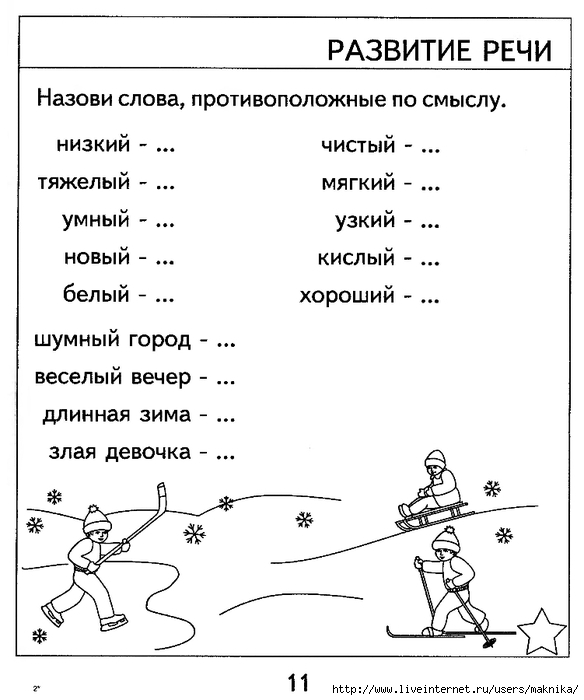 РАЗВИТИЕ РЕЧИ
Назови слова, противоположные по смыслу.
низкий - ...
тяжелый - ...
умный - ...
новый - ...
белый - ...
чистый - ...
мягкий - ...
узкий - ...
кислый - ...
хороший - ...
шумный город - ...
веселый вечер - ...
длинная зима - ...
злая девочка - ...
2*
11
http://www.liveinternet.ru/users/maknika/